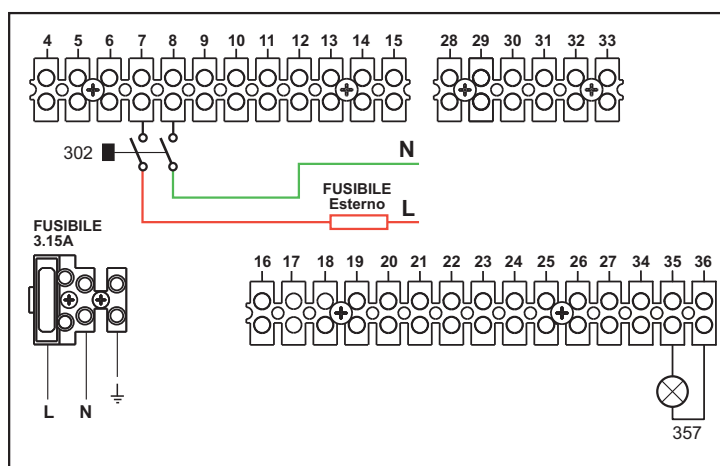 4 5 6 7 8 9 10 11 12 13 14 15
28 29 30 31 32 33
302
N
FUSIBILE
Esterno
L
FUSIBILE
3.15A
16 17 18 19 20 21 22 23 24 25 26 27 34 35 36
L N
357